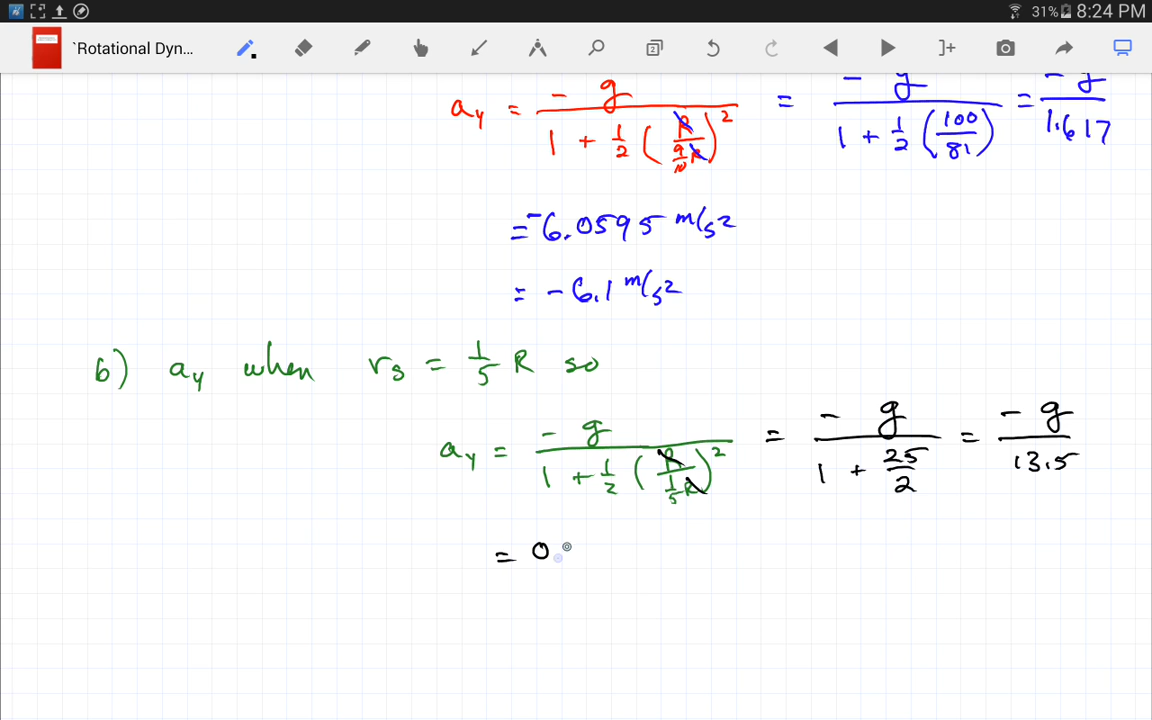 31% 8:24 PM
`Rotational Dyn...
a_y = -g / (1 + 1/2 (R / (9/10 R))^2) = -g / (1 + 1/2 (100/81)) = -g / 1.617
= -6.0595 m/s²
= -6.1 m/s²
b) a_y when r_s = 1/5 R so
a_y = -g / (1 + 1/2 (R / (1/5 R))^2) = -g / (1 + 25/2) = -g / 13.5
= 0.